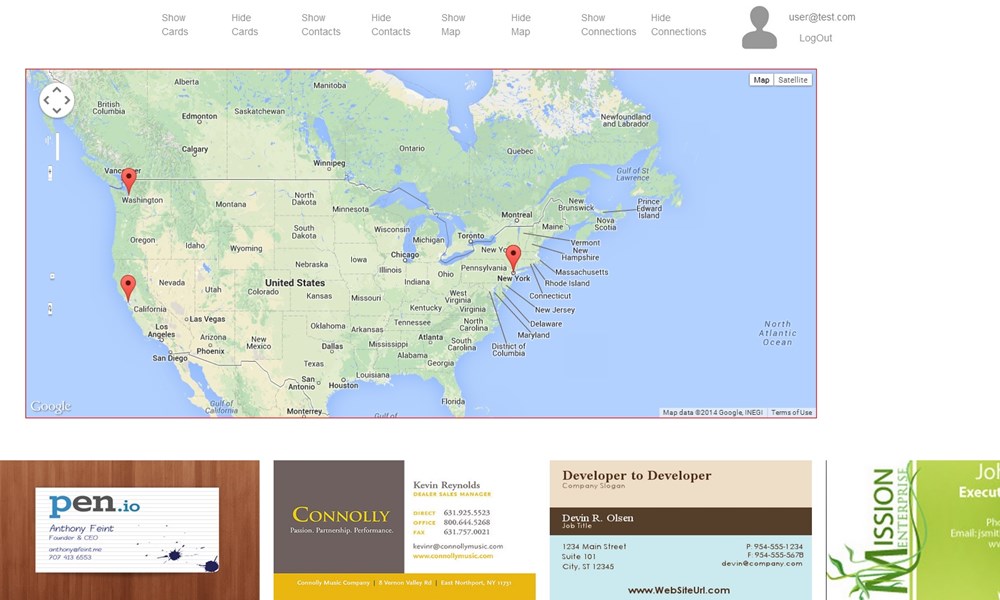 Show Cards
Hide Cards
Show Contacts
Hide Contacts
Show Map
Hide Map
Show Connections
Hide Connections
user@test.com
LogOut
Map
Satellite
Alberta
Manitoba
British Columbia
Edmonton
Saskatchewan
Newfoundland and Labrador
Calgary
Ontario
Quebec
Winnipeg
Gulf of St Lawrence
Vancouver
Washington
North Dakota
Montana
Minnesota
Montreal
New Brunswick
Prince Edward Island
Nova Scotia
Maine
Oregon
Idaho
South Dakota
Wisconsin
Michigan
Toronto
Vermont
New Hampshire
Wyoming
Iowa
Chicago
Nebraska
Illinois
Ohio
Pennsylvania
Massachusetts
New York
Rhode Island
Nevada
Utah
United States
Colorado
Kansas
Missouri
Indiana
West Virginia
Connecticut
Kentucky
Virginia
New Jersey
California
Las Vegas
Los Angeles
Arizona
Phoenix
New Mexico
Oklahoma
Arkansas
Tennessee
North Carolina
Delaware
Maryland
Atlanta
South Carolina
District of Columbia
San Diego
Dallas
Mississippi
Alabama
Georgia
Texas
Louisiana
San Antonio
Houston
Florida
Gulf of California
Monterrey
Gulf of
North Atlantic Ocean
Google
Map data ©2014 Google, INEGI
Terms of Use
pen.io
Anthony Feint
Founder & CEO
anthony@feint.me
707 413 6553
CONNOLLY
Passion. Partnership. Performance.
Kevin Reynolds
DEALER SALES MANAGER
DIRECT 631.925.5523
OFFICE 800.644.5268
FAX 631.757.0021
kevinr@connollymusic.com
www.connollymusic.com
Connolly Music Company | 8 Vernon Valley Rd | East Northport, NY 11731
Developer to Developer
Company Slogan
Devin R. Olsen
Job Title
1234 Main Street
Suite 101
City, ST 12345
P: 954-555-1234
F: 954-555-5678
devin@company.com
www.WebSiteUrl.com
MISSION
ENTERPRISE
Joh
Execut
Pho
Email: jsmit